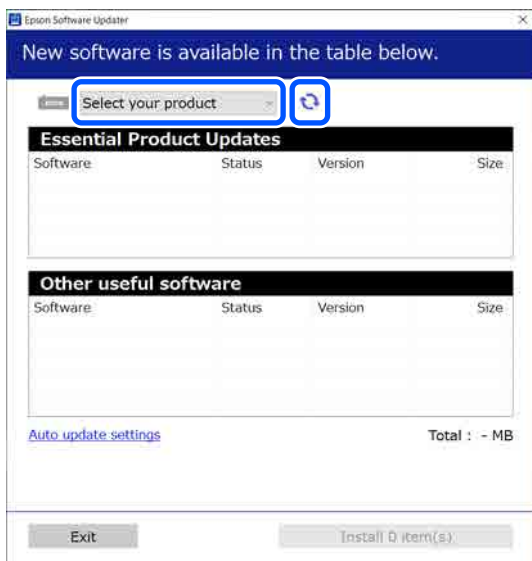 Epson Software Updater
New software is available in the table below.
Select your product
Essential Product Updates
Software Status Version Size
Other useful software
Software Status Version Size
Auto update settings Total : - MB
Exit Install 0 item(s)